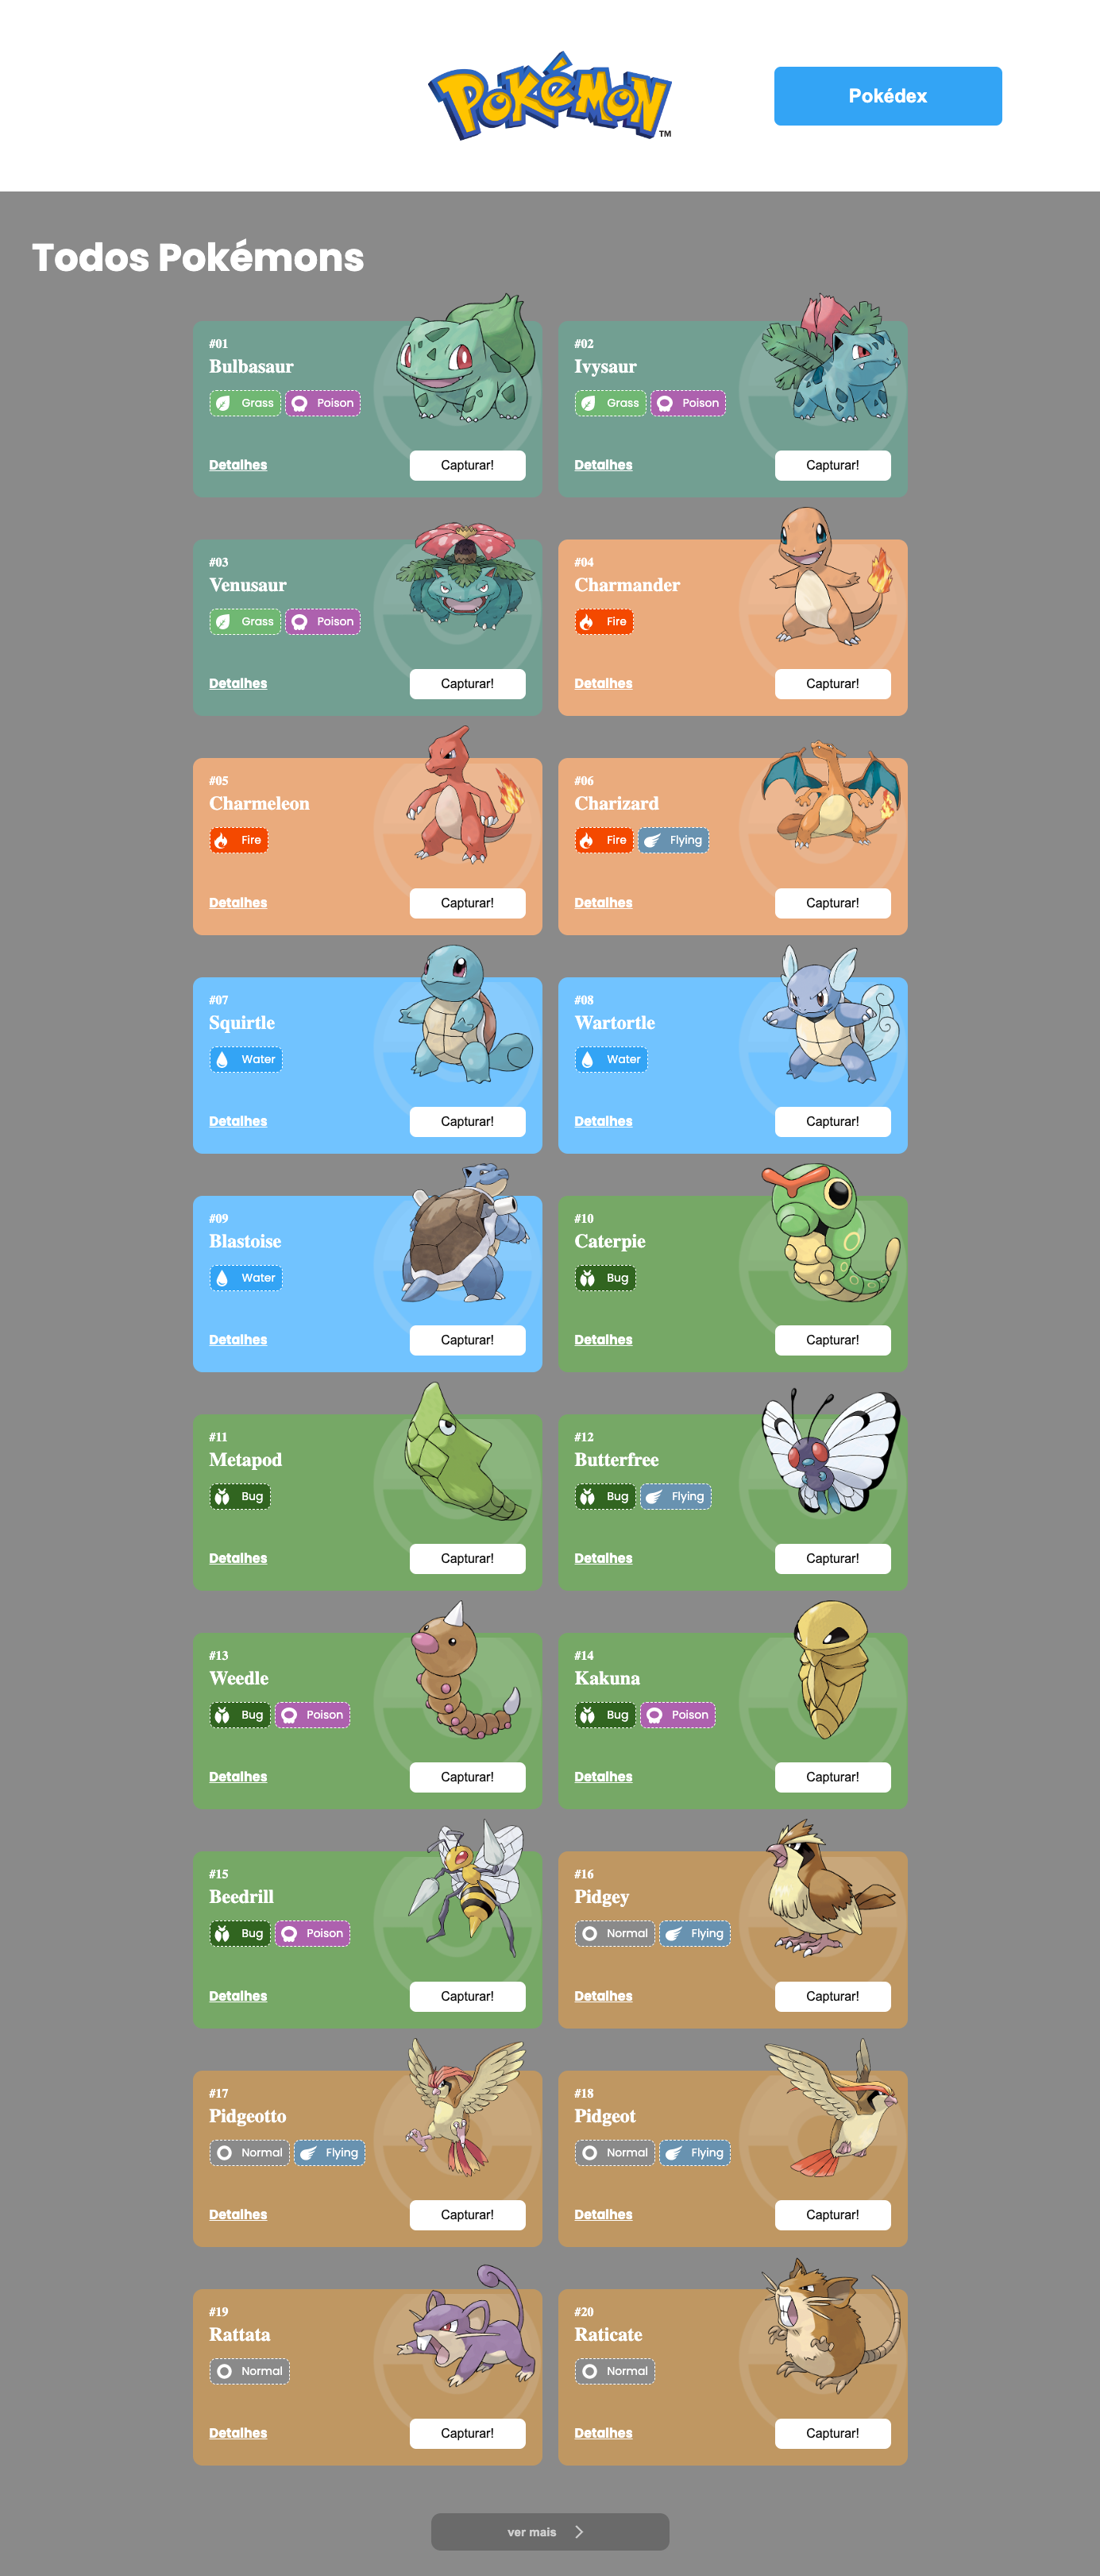 POKÉMON TM
Pokédex
Todos Pokémons
#01
Bulbasaur
Grass Poison
Detalhes Capturar!
#02
Ivysaur
Grass Poison
Detalhes Capturar!
#03
Venusaur
Grass Poison
Detalhes Capturar!
#04
Charmander
Fire
Detalhes Capturar!
#05
Charmeleon
Fire
Detalhes Capturar!
#06
Charizard
Fire Flying
Detalhes Capturar!
#07
Squirtle
Water
Detalhes Capturar!
#08
Wartortle
Water
Detalhes Capturar!
#09
Blastoise
Water
Detalhes Capturar!
#10
Caterpie
Bug
Detalhes Capturar!
#11
Metapod
Bug
Detalhes Capturar!
#12
Butterfree
Bug Flying
Detalhes Capturar!
#13
Weedle
Bug Poison
Detalhes Capturar!
#14
Kakuna
Bug Poison
Detalhes Capturar!
#15
Beedrill
Bug Poison
Detalhes Capturar!
#16
Pidgey
Normal Flying
Detalhes Capturar!
#17
Pidgeotto
Normal Flying
Detalhes Capturar!
#18
Pidgeot
Normal Flying
Detalhes Capturar!
#19
Rattata
Normal
Detalhes Capturar!
#20
Raticate
Normal
Detalhes Capturar!
ver mais